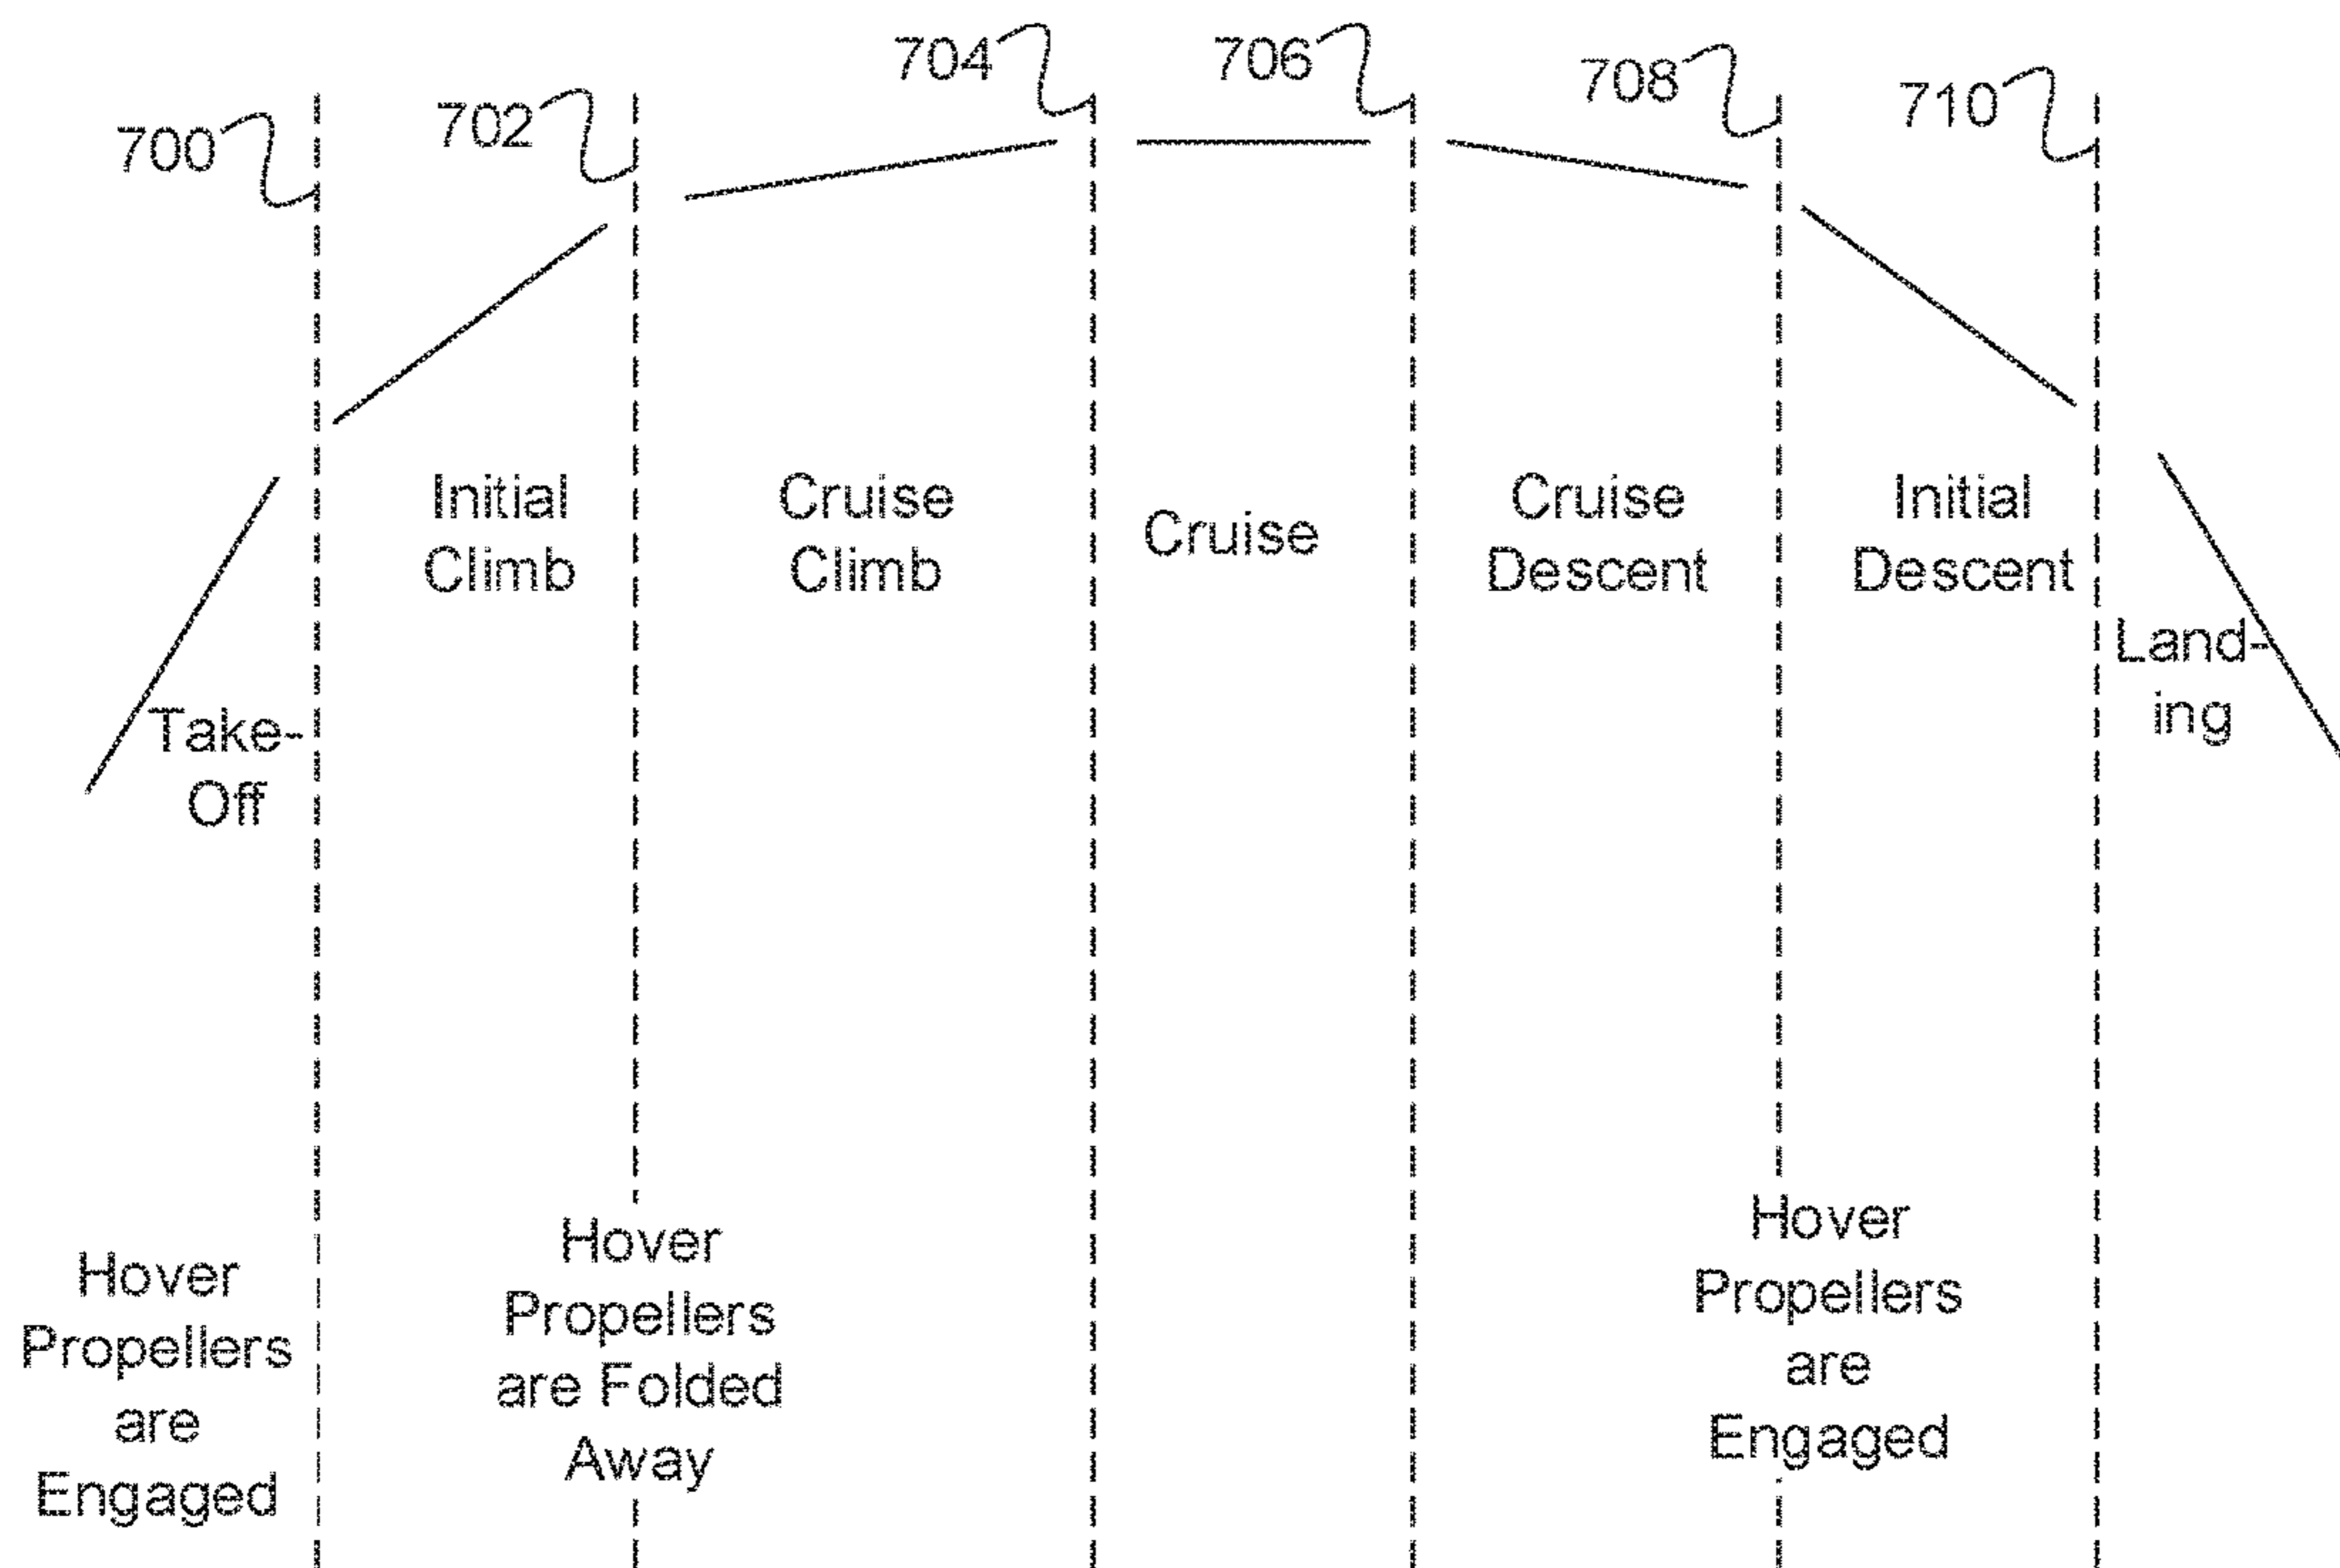 700
702
704
706
708
710
Take-
Off
Initial
Climb
Cruise
Climb
Cruise
Cruise
Descent
Initial
Descent
Land-
ing
Hover
Propellers
are
Engaged
Hover
Propellers
are Folded
Away
Hover
Propellers
are
Engaged